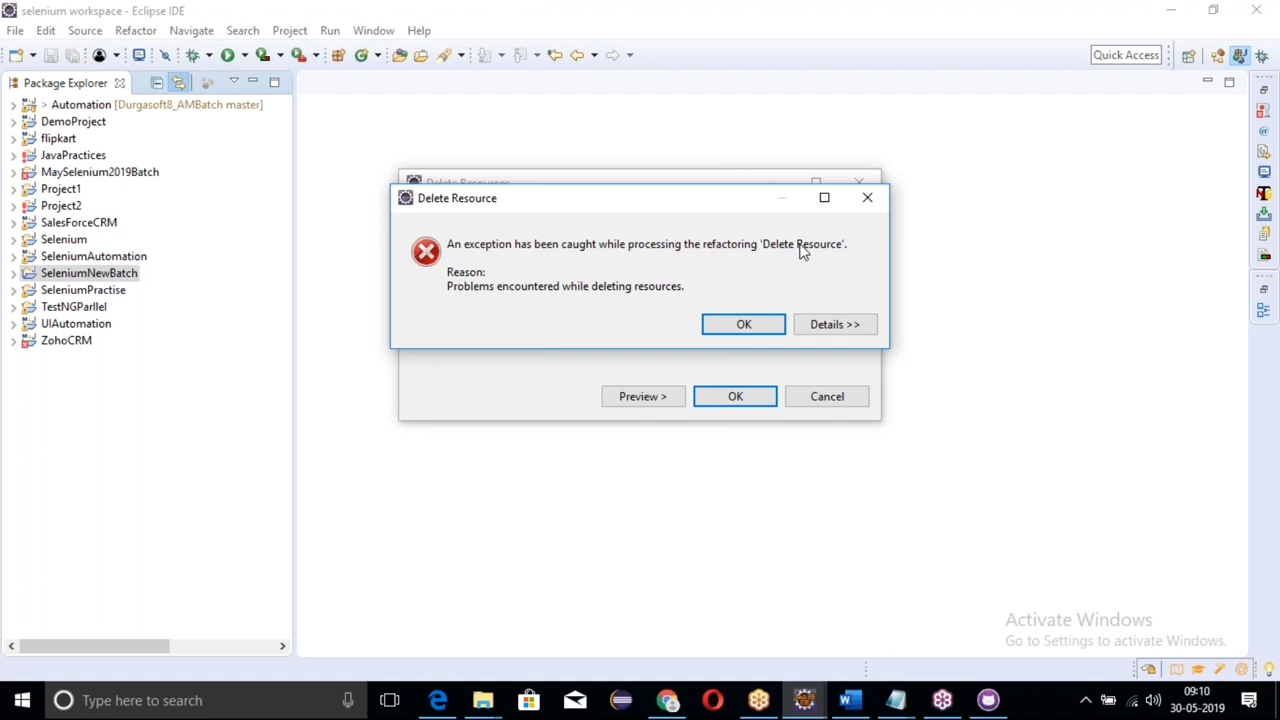 selenium workspace - Eclipse IDE
File Edit Source Refactor Navigate Search Project Run Window Help
Quick Access
Package Explorer
> Automation [Durgasoft8_AMBatch master]
DemoProject
flipkart
JavaPractices
MaySelenium2019Batch
Project1
Project2
SalesForceCRM
Selenium
SeleniumAutomation
SeleniumNewBatch
SeleniumPractise
TestNGParllel
UIAutomation
ZohoCRM
Delete Resources
Delete Resource
An exception has been caught while processing the refactoring 'Delete Resource'.
Reason:
Problems encountered while deleting resources.
OK Details >>
Preview > OK Cancel
Activate Windows
Go to Settings to activate Windows.
Type here to search
09:10
30-05-2019